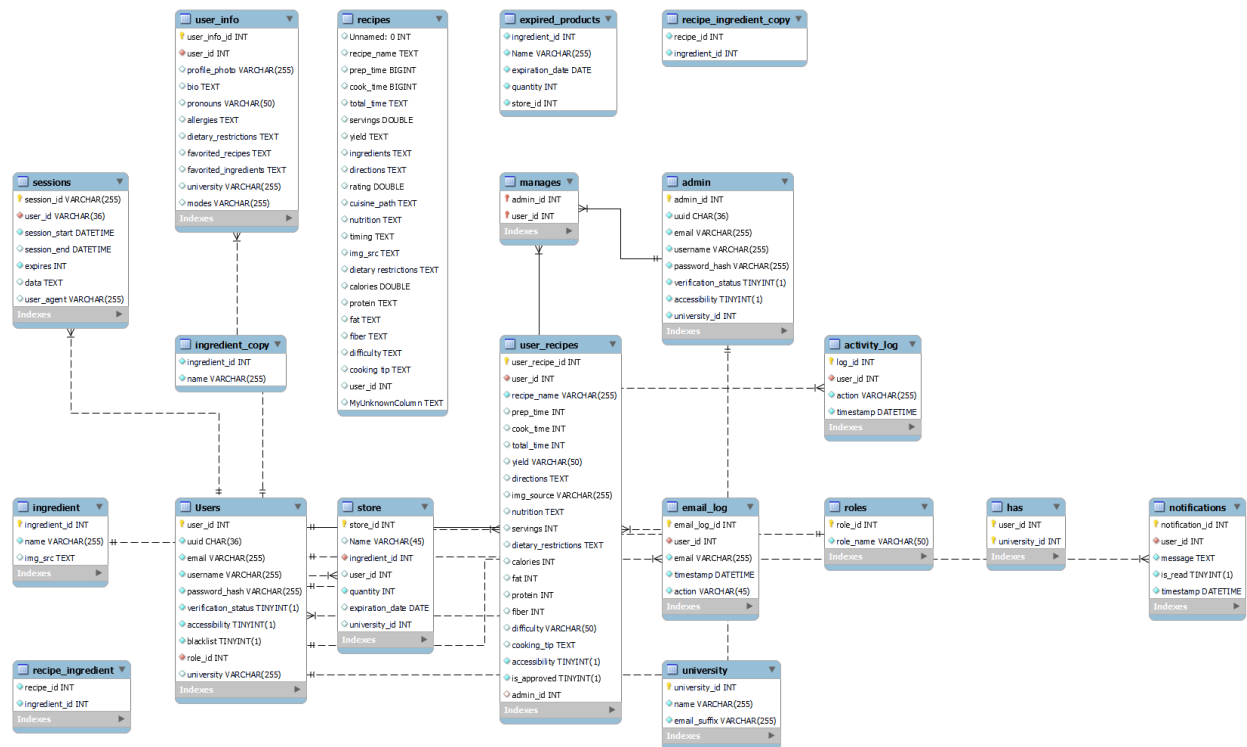 user_info
user_info_id INT
user_id INT
profile_photo VARCHAR(255)
bio TEXT
pronouns VARCHAR(50)
allergies TEXT
dietary_restrictions TEXT
favorited_recipes TEXT
favorited_ingredients TEXT
university VARCHAR(255)
modes VARCHAR(255)
Indexes
recipes
Unnamed: 0 INT
recipe_name TEXT
prep_time BIGINT
cook_time BIGINT
total_time TEXT
servings DOUBLE
yield TEXT
ingredients TEXT
directions TEXT
rating DOUBLE
cuisine_path TEXT
nutrition TEXT
timing TEXT
img_src TEXT
dietary restrictions TEXT
calories DOUBLE
protein TEXT
fat TEXT
fiber TEXT
difficulty TEXT
cooking tip TEXT
user_id INT
MyUnknownColumn TEXT
expired_products
ingredient_id INT
Name VARCHAR(255)
expiration_date DATE
quantity INT
store_id INT
recipe_ingredient_copy
recipe_id INT
ingredient_id INT
sessions
session_id VARCHAR(255)
user_id VARCHAR(36)
session_start DATETIME
session_end DATETIME
expires INT
data TEXT
user_agent VARCHAR(255)
Indexes
manages
admin_id INT
user_id INT
Indexes
admin
admin_id INT
uuid CHAR(36)
email VARCHAR(255)
username VARCHAR(255)
password_hash VARCHAR(255)
verification_status TINYINT(1)
accessibility TINYINT(1)
university_id INT
Indexes
ingredient_copy
ingredient_id INT
name VARCHAR(255)
user_recipes
user_recipe_id INT
user_id INT
recipe_name VARCHAR(255)
prep_time INT
cook_time INT
total_time INT
yield VARCHAR(50)
directions TEXT
img_source VARCHAR(255)
nutrition TEXT
servings INT
dietary_restrictions TEXT
calories INT
fat INT
protein INT
fiber INT
difficulty VARCHAR(50)
cooking_tip TEXT
accessibility TINYINT(1)
is_approved TINYINT(1)
admin_id INT
Indexes
activity_log
log_id INT
user_id INT
action VARCHAR(255)
timestamp DATETIME
Indexes
ingredient
ingredient_id INT
name VARCHAR(255)
img_src TEXT
Indexes
Users
user_id INT
uuid CHAR(36)
email VARCHAR(255)
username VARCHAR(255)
password_hash VARCHAR(255)
verification_status TINYINT(1)
accessibility TINYINT(1)
blacklist TINYINT(1)
role_id INT
university VARCHAR(255)
Indexes
store
store_id INT
Name VARCHAR(45)
ingredient_id INT
user_id INT
quantity INT
expiration_date DATE
university_id INT
Indexes
email_log
email_log_id INT
user_id INT
email VARCHAR(255)
timestamp DATETIME
action VARCHAR(45)
Indexes
roles
role_id INT
role_name VARCHAR(50)
Indexes
has
user_id INT
university_id INT
Indexes
notifications
notification_id INT
user_id INT
message TEXT
is_read TINYINT(1)
timestamp DATETIME
Indexes
recipe_ingredient
recipe_id INT
ingredient_id INT
Indexes
university
university_id INT
name VARCHAR(255)
email_suffix VARCHAR(255)
Indexes